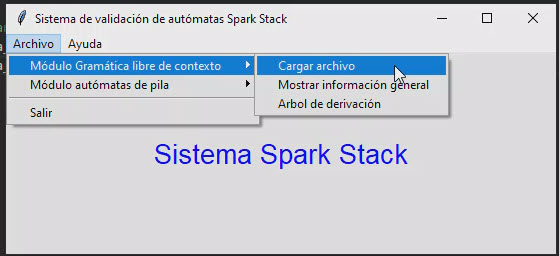 Sistema de validación de autómatas Spark Stack
Archivo Ayuda
Módulo Gramática libre de contexto
Cargar archivo
Módulo autómatas de pila
Mostrar información general
Arbol de derivación
Salir
Sistema Spark Stack